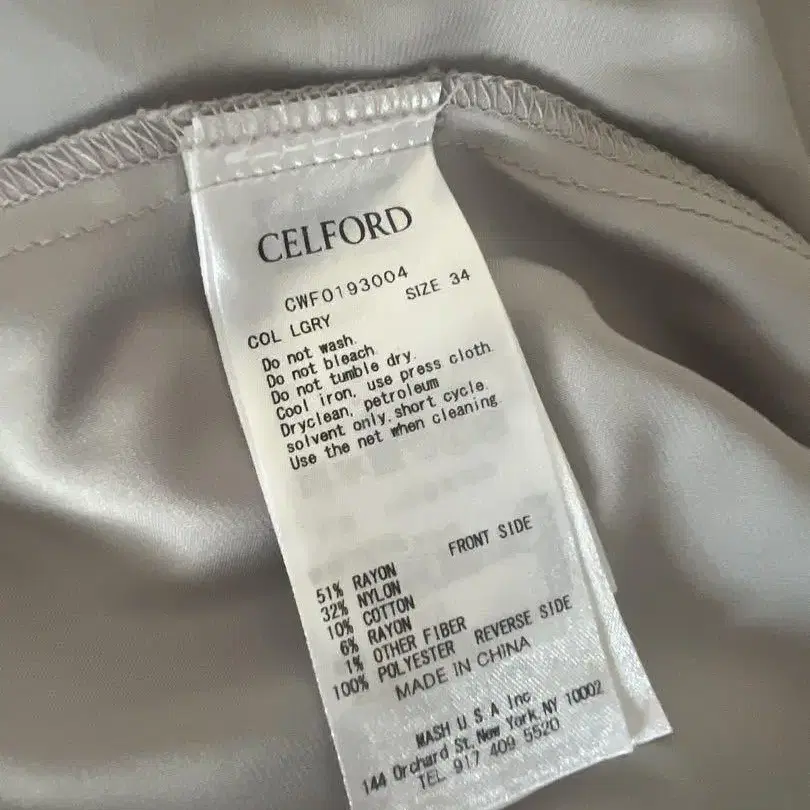 CELFORD
CWF0193004
SIZE 34
COL LGRY
Do not wash.
Do not bleach
Do not tumble dry.
Cool iron, use press cloth.
Dryclean, petroleum
solvent only.short cycle.
Use the net when cleaning.
FRONT SIDE
51% RAYON
32% NYLON
10% COTTON
6% RAYON
1% OTHER FIBER
REVERSE SIDE
100% POLYESTER
MADE IN CHINA
MASH U S A Inc
144 Orchard St. New York, NY 10002
TEL 917 409 5520